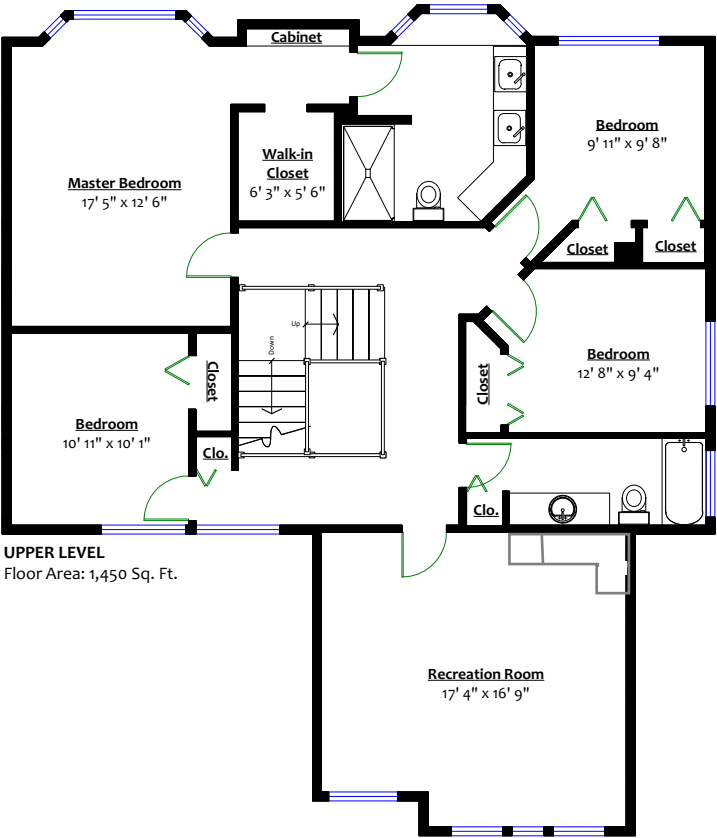 Cabinet
Bedroom
9' 11" x 9' 8"
Walk-in
Closet
6' 3" x 5' 6"
Master Bedroom
17' 5" x 12' 6"
Closet
Closet
Up
Down
Bedroom
12' 8" x 9' 4"
Closet
Closet
Bedroom
10' 11" x 10' 1"
Clo.
Clo.
UPPER LEVEL
Floor Area: 1,450 Sq. Ft.
Recreation Room
17' 4" x 16' 9"